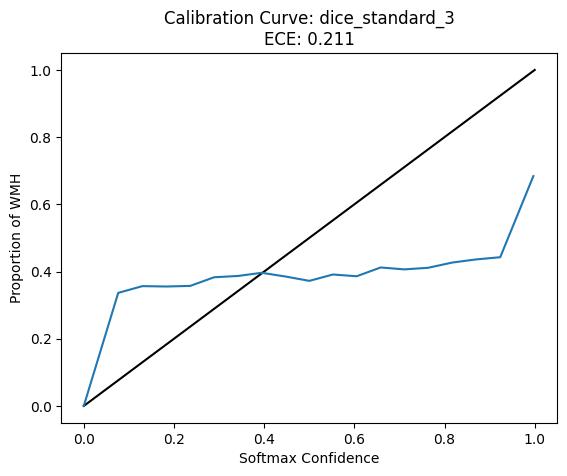 Calibration Curve: dice_standard_3
ECE: 0.211
1.0
0.8
0.6
0.4
0.2
0.0
Proportion of WMH
0.0 0.2 0.4 0.6 0.8 1.0
Softmax Confidence